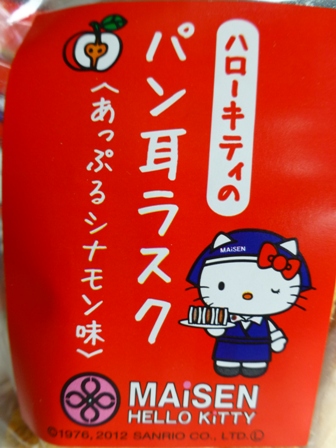 ハローキティの
パン耳ラスク
〈あっぷるシナモン味〉
MAiSEN
MAiSEN
HELLO KiTTY
©1976, 2012 SANRIO CO., LTD. Ⓛ